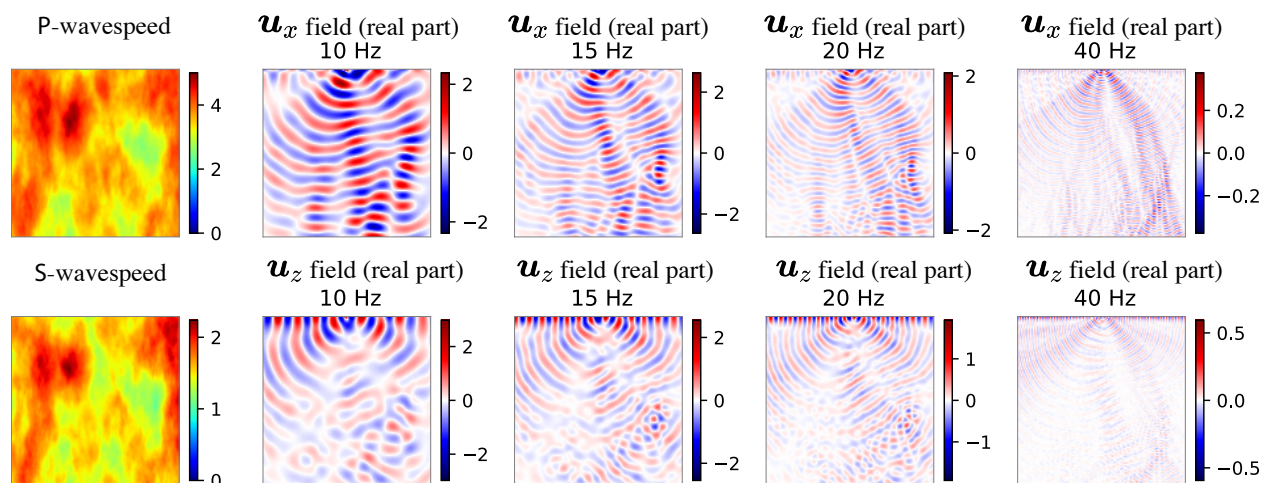 P-wavespeed
4
2
0
u_x field (real part)
10 Hz
2
0
−2
u_x field (real part)
15 Hz
2
0
−2
u_x field (real part)
20 Hz
2
0
−2
u_x field (real part)
40 Hz
0.2
0.0
−0.2
S-wavespeed
2
1
0
u_z field (real part)
10 Hz
2
0
−2
u_z field (real part)
15 Hz
2
0
−2
u_z field (real part)
20 Hz
1
0
−1
u_z field (real part)
40 Hz
0.5
0.0
−0.5